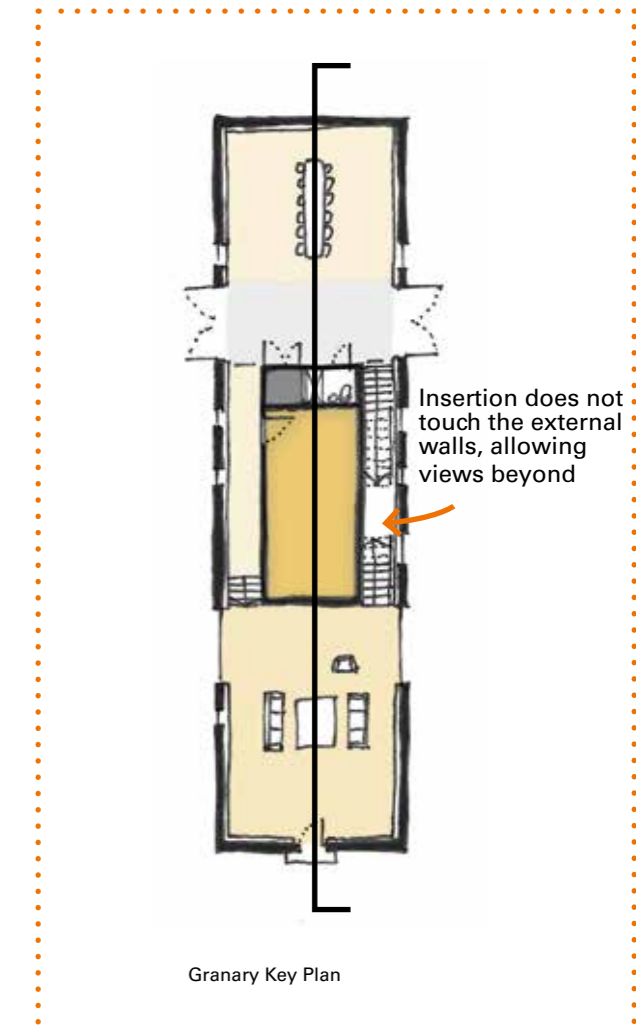 Insertion does not
touch the external
walls, allowing
views beyond
Granary Key Plan